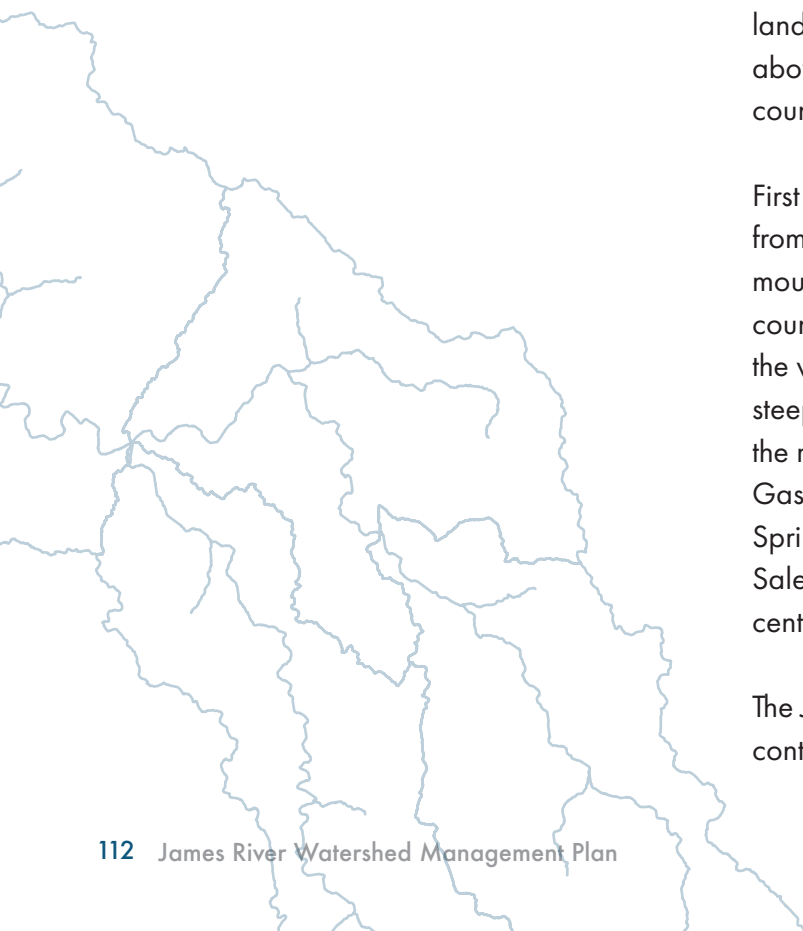 land
abo
coun
First
from
mou
coun
the v
steep
the r
Gas
Spri
Sale
cent
The J
cont
112 James River Watershed Management Plan